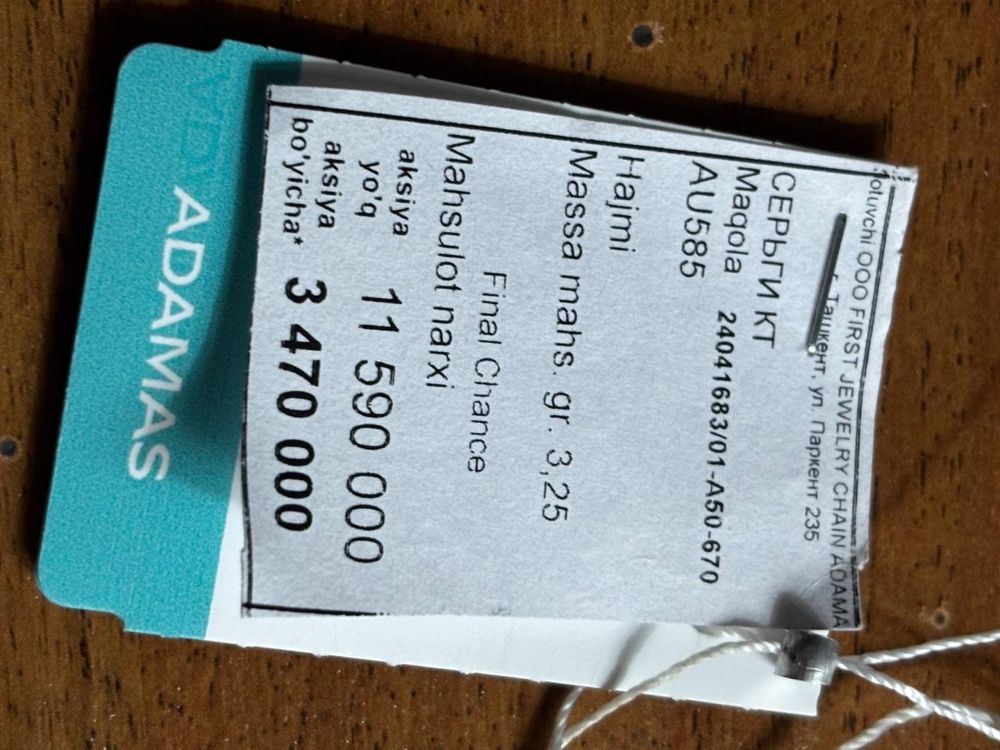 otuvchi OOO FIRST JEWELRY CHAIN ADAMA
г. Ташкент, ул. Паркент 235
СЕРЬГИ КТ
Maqola 24041683/01-A50-670
AU585
Hajmi
Massa mahs. gr. 3,25
Final Chance
Mahsulot narxi
aksiya yo'q 11 590 000
aksiya bo'yicha* 3 470 000
ADAMAS